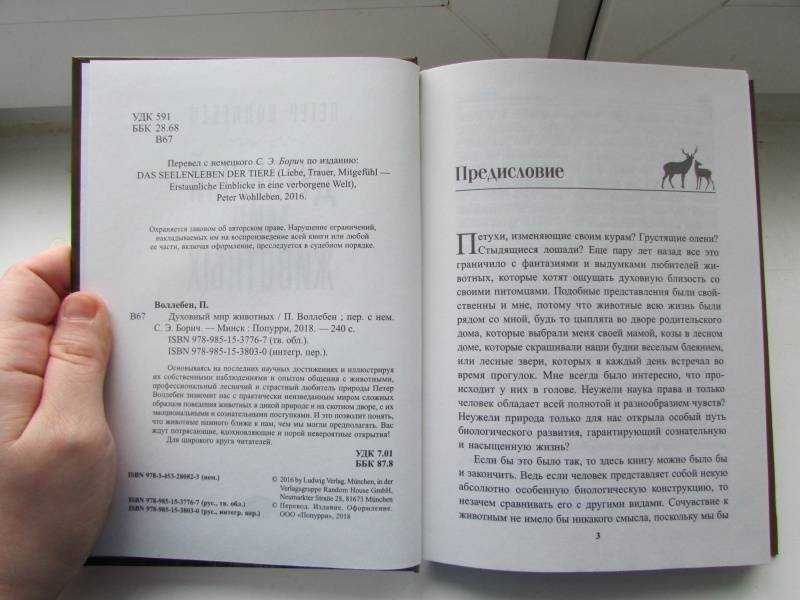 УДК 591
ББК 28.68
В67
Перевел с немецкого С. Э. Борич по изданию:
DAS SEELENLEBEN DER TIERE (Liebe, Trauer, Mitgefühl —
Erstaunliche Einblicke in eine verborgene Welt),
Peter Wohlleben, 2016.
Охраняется законом об авторском праве. Нарушение ограничений,
накладываемых им на воспроизведение всей книги или любой
ее части, включая оформление, преследуется в судебном порядке.
Воллебен, П.
В67 Духовный мир животных / П. Воллебен ; пер. с нем.
С. Э. Борич. — Минск : Попурри, 2018. — 240 с.
ISBN 978-985-15-3776-7 (тв. обл.).
ISBN 978-985-15-3803-0 (интегр. пер.).
Основываясь на последних научных достижениях и иллюстрируя
их собственными наблюдениями и опытом общения с животными,
профессиональный лесничий и страстный любитель природы Петер
Воллебен знакомит нас с практически неизведанным миром сложных
образцов поведения животных в дикой природе и на скотном дворе, с их
эмоциональными и сознательными поступками. И это позволит понять,
что животные намного ближе к нам, чем мы могли предполагать. Вас
ждут потрясающие, вдохновляющие и порой невероятные открытия!
Для широкого круга читателей.
УДК 7.01
ББК 87.8
ISBN 978-3-453-28082-3 (нем.)
ISBN 978-985-15-3776-7 (рус., тв. обл.)
ISBN 978-985-15-3803-0 (рус., интегр. пер.)
© 2016 by Ludwig Verlag, München, in der
Verlagsgruppe Random House GmbH,
Neumarkter Straße 28, 81673 München
© Перевод. Издание. Оформление.
ООО «Попурри», 2018
Предисловие
Петухи, изменяющие своим курам? Грустящие олени?
Стыдящиеся лошади? Еще пару лет назад все это
граничило с фантазиями и выдумками любителей жи-
вотных, которые хотят ощущать духовную близость со
своими питомцами. Подобные представления были свой-
ственны и мне, потому что животные всю жизнь были
рядом со мной, будь то цыплята во дворе родительского
дома, которые выбрали меня своей мамой, козы в лесном
доме, которые скрашивали наши будни веселым блеянием,
или лесные звери, которых я каждый день встречал во
время прогулок. Мне всегда было интересно, что про-
исходит у них в голове. Неужели наука права и только
человек обладает всей полнотой и разнообразием чувств?
Неужели природа только для нас открыла особый путь
биологического развития, гарантирующий сознательную
и насыщенную жизнь?
Если бы это было так, то здесь книгу можно было бы
и закончить. Ведь если человек представляет собой некую
абсолютно особенную биологическую конструкцию, то
незачем сравнивать его с другими видами. Сочувствие к
животным не имело бы никакого смысла, поскольку мы бы
3